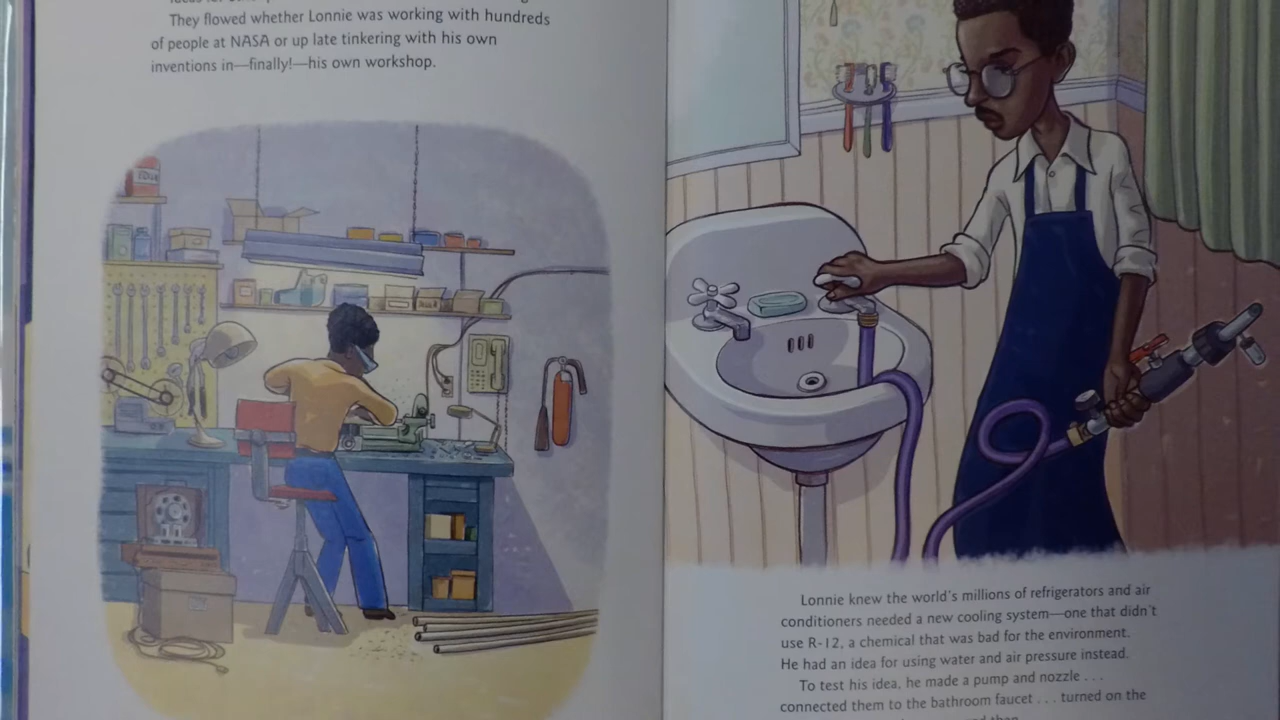 They flowed whether Lonnie was working with hundreds
of people at NASA or up late tinkering with his own
inventions in—finally!—his own workshop.
Lonnie knew the world's millions of refrigerators and air
conditioners needed a new cooling system—one that didn't
use R-12, a chemical that was bad for the environment.
He had an idea for using water and air pressure instead.
To test his idea, he made a pump and nozzle . . .
connected them to the bathroom faucet . . . turned on the